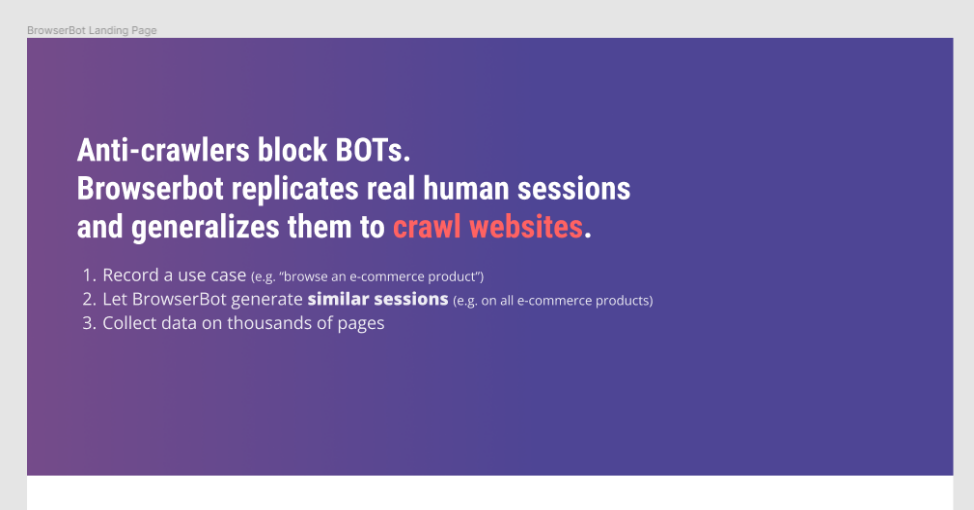 BrowserBot Landing Page
Anti-crawlers block BOTs.
Browserbot replicates real human sessions
and generalizes them to crawl websites.
1. Record a use case (e.g. “browse an e-commerce product”)
2. Let BrowserBot generate similar sessions (e.g. on all e-commerce products)
3. Collect data on thousands of pages